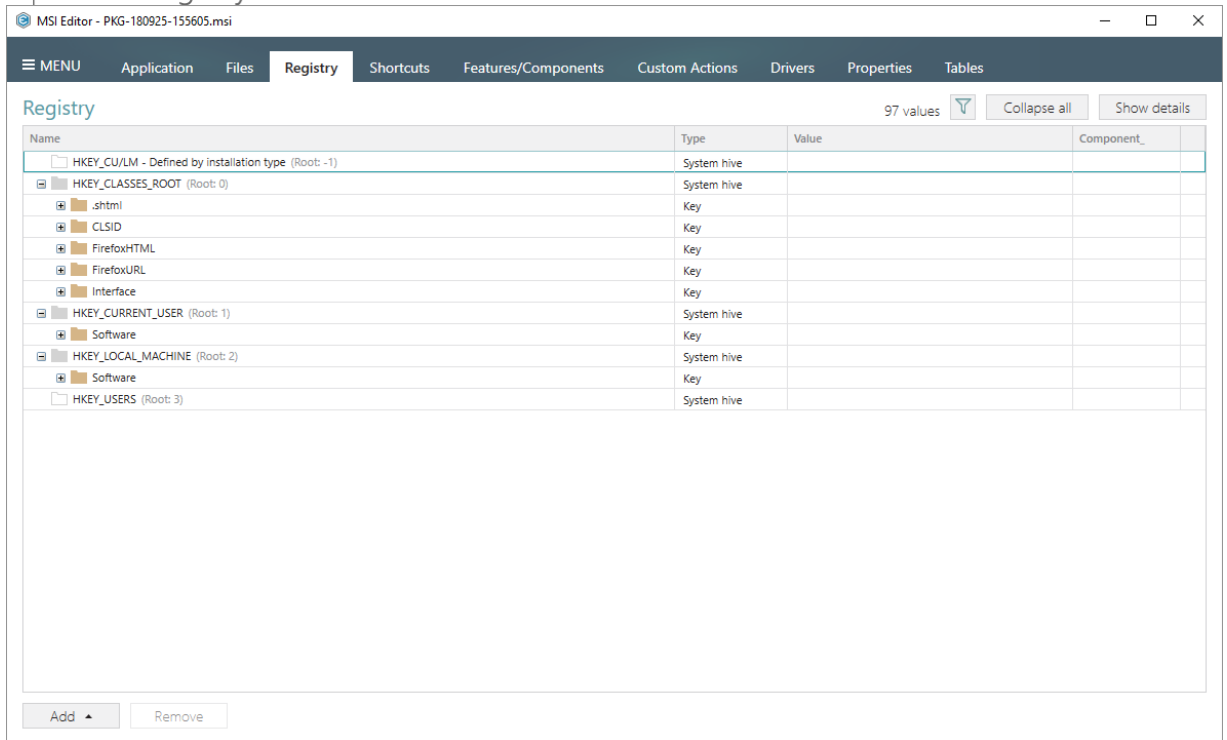 MSI Editor - PKG-180925-155605.msi
≡ MENU Application Files Registry Shortcuts Features/Components Custom Actions Drivers Properties Tables
Registry 97 values Collapse all Show details
Name Type Value Component_
HKEY_CU/LM - Defined by installation type (Root: -1) System hive
HKEY_CLASSES_ROOT (Root: 0) System hive
.shtml Key
CLSID Key
FirefoxHTML Key
FirefoxURL Key
Interface Key
HKEY_CURRENT_USER (Root: 1) System hive
Software Key
HKEY_LOCAL_MACHINE (Root: 2) System hive
Software Key
HKEY_USERS (Root: 3) System hive
Add Remove